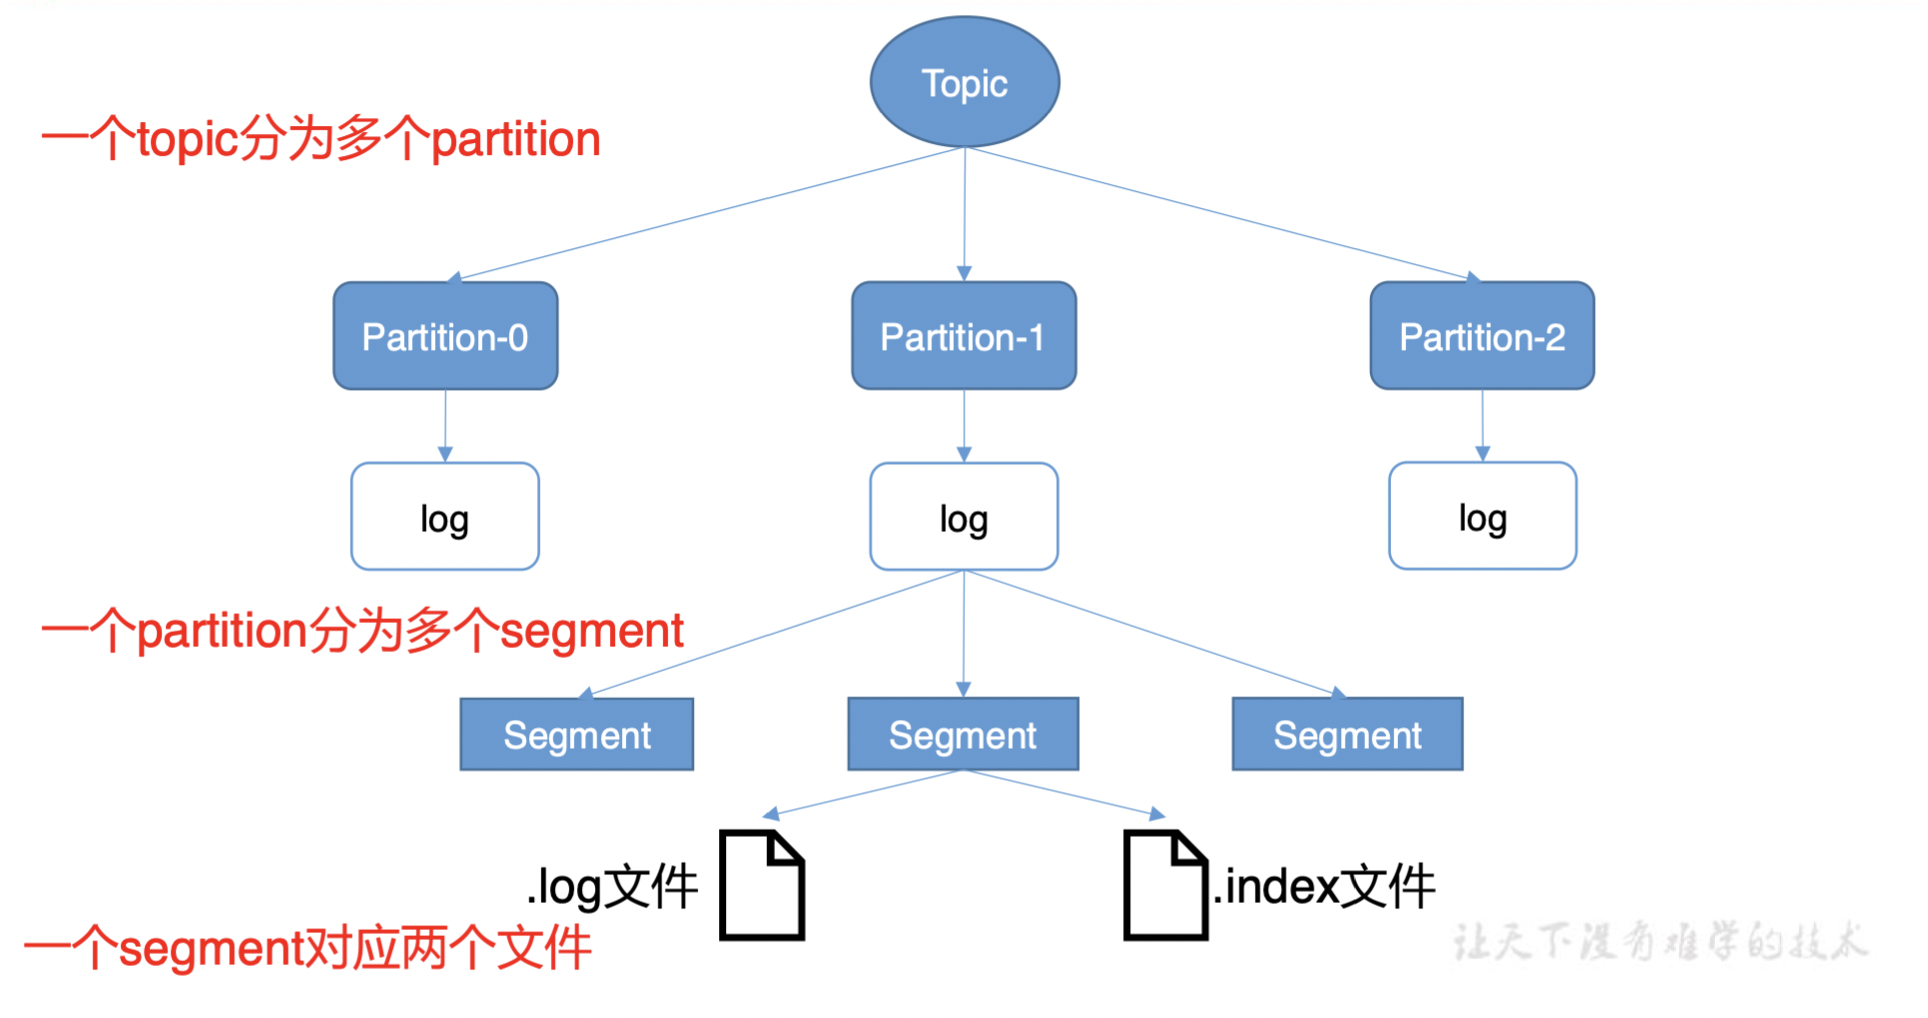 Topic
一个topic分为多个partition
Partition-0
Partition-1
Partition-2
log
log
log
一个partition分为多个segment
Segment
Segment
Segment
.log文件
.index文件
一个segment对应两个文件
让天下没有难学的技术